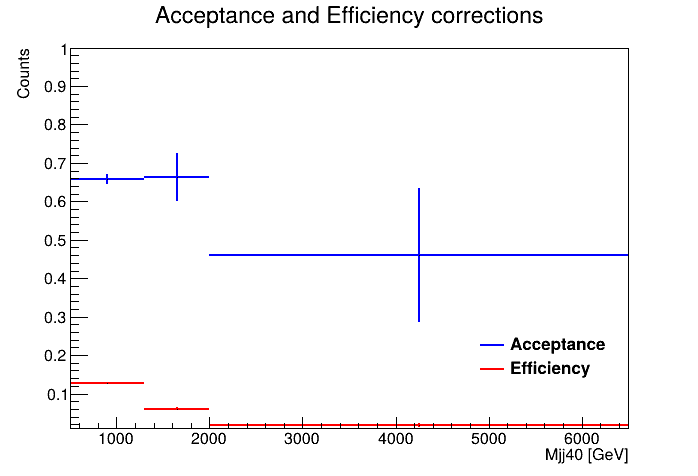 Acceptance and Efficiency corrections
Counts
1
0.9
0.8
0.7
0.6
0.5
0.4
0.3
0.2
0.1
Acceptance
Efficiency
1000 2000 3000 4000 5000 6000
Mjj40 [GeV]